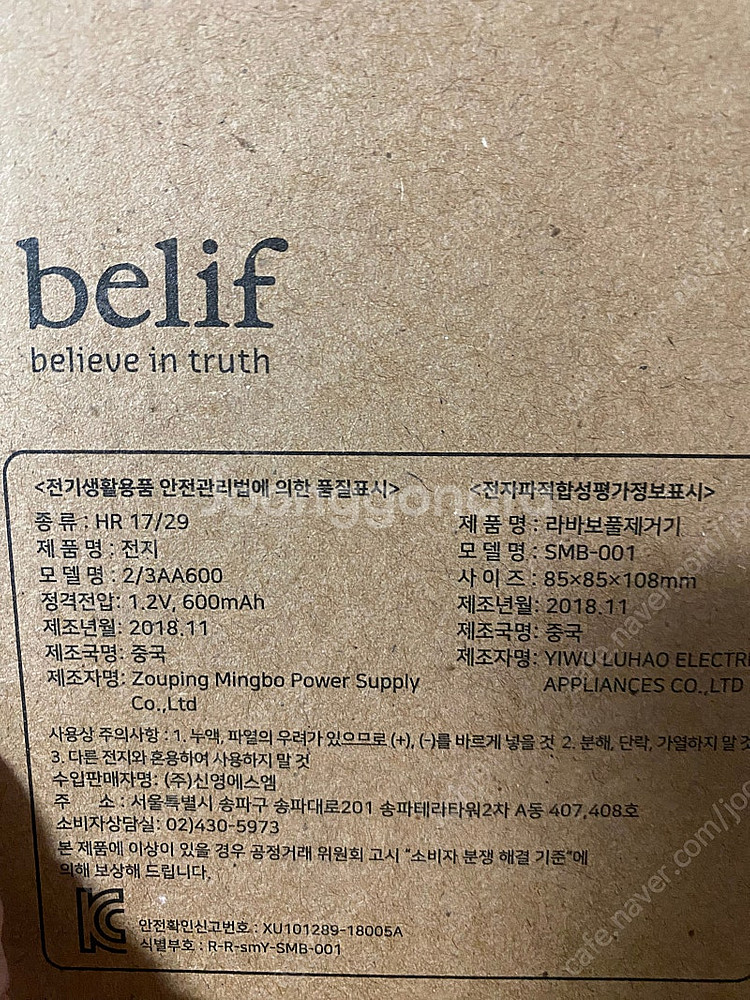 belif
believe in truth
<전기생활용품 안전관리법에 의한 품질표시>
종 류 : HR 17/29
제 품 명 : 전지
모 델 명 : 2/3AA600
정격전압: 1.2V, 600mAh
제조년월: 2018.11
제조국명: 중국
제조자명: Zouping Mingbo Power Supply
Co.,Ltd
<전자파적합성평가정보표시>
제 품 명 : 라바보풀제거기
모 델 명 : SMB-001
사 이 즈 : 85×85×108mm
제조년월: 2018.11
제조국명: 중국
제조자명: YIWU LUHAO ELECTRI
APPLIANCES CO.,LTD
사용상 주의사항 : 1. 누액, 파열의 우려가 있으므로 (+), (-)를 바르게 넣을 것 2. 분해, 단락, 가열하지 말 것
3. 다른 전지와 혼용하여 사용하지 말 것
수입판매자명: (주)신영에스엠
주 소 : 서울특별시 송파구 송파대로201 송파테라타워2차 A동 407,408호
소비자상담실: 02)430-5973
본 제품에 이상이 있을 경우 공정거래 위원회 고시 "소비자 분쟁 해결 기준"에
의해 보상해 드립니다.
안전확인신고번호 : XU101289-18005A
식별부호 : R-R-smY-SMB-001
joonggonara
cafe.naver.com/jo